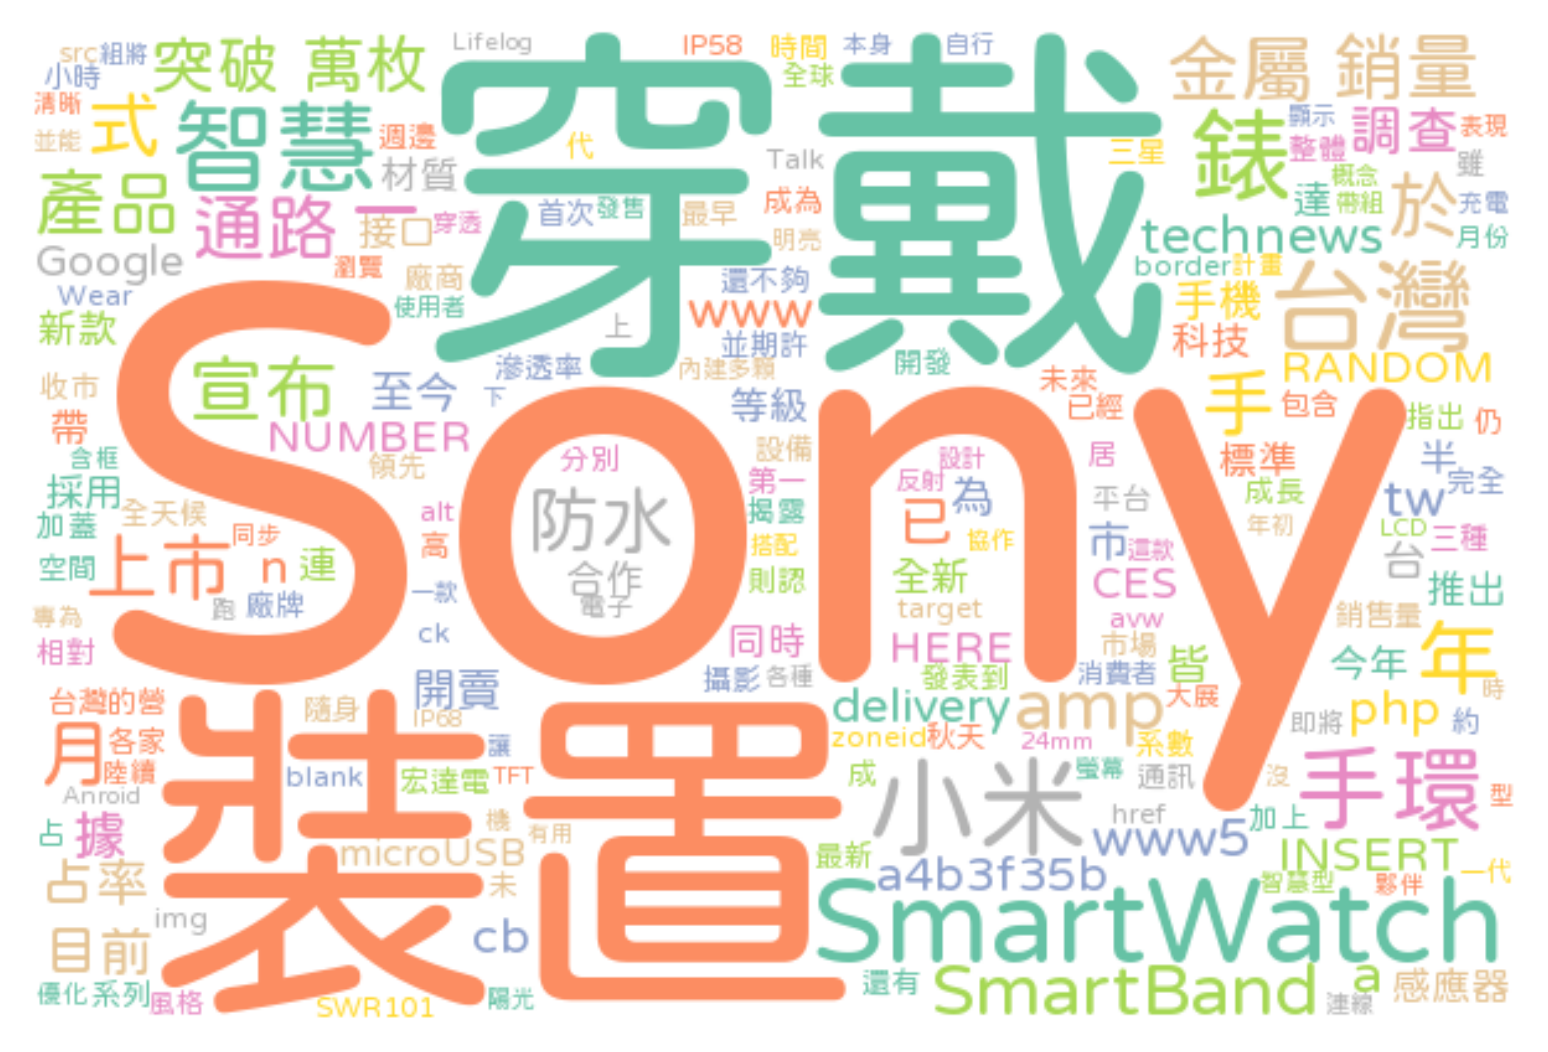 src 組將 突破 萬枚 Lifelog IP58 時間 本身 自行 金屬 銷量
小時 全球
清晰 式 智慧 週邊 穿戴 代 顯示 調查 表現
並能 材質 Talk 三星 錶 整體 雖
產品 通路 一 接口 穿透 首次 發售 最早 成為 達 概念 帶組 於 充電
Google 瀏覽 廠商 明亮 technews 月份
Wear 使用者 還不夠 border 計畫 台灣
新款 上 www 手機
宣布 至今 滲透率 並期許 開發 科技 RANDOM
收市 下 內建多顆 未來 手 包含
帶 NUMBER Sony 等級 已經 標準 指出 仍
含框 領先 分別 設備 設計 居 半
採用 全天候 防水 第一 反射 為 平台 成長 tw 完全
加蓋 同步 alt 揭露 已 年初 LCD 三種
空間 上市 n 連 高 合作 搭配 協作 市 這款 台
跑 廠牌 一款 電子 則認 全新 CES 推出
專為 ck target avw 銷售量
相對 同時 HERE 市場 皆 今年 年
開賣 攝影 各種 發表到 消費者 時
台灣的營 隨身 IP68 delivery amp 大展 即將 php 約
月 各家 裝置 讓 zoneid 秋天 24mm 系數
陸續 blank 宏達電 TFT 成 小米 螢幕 通訊 沒 手環 型
Anroid href 加上
占 據 機 有用 www5
占率 microUSB 未 最新 a4b3f35b INSERT 一代
img 智慧型 夥伴
目前 cb SmartWatch
優化 系列 風格 SWR101 陽光 還有 SmartBand a 連線 感應器